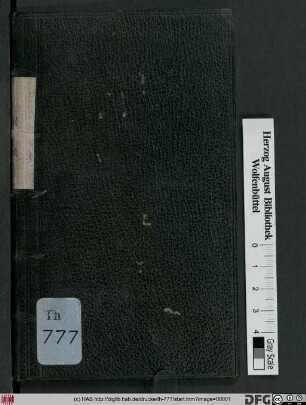 Th
777
Herzog August Bibliothek
Wolfenbüttel
0
1
2
3
4
Gray Scale
(c) HAB http://diglib.hab.de/drucke/th-777/start.htm?image=00001
DFG